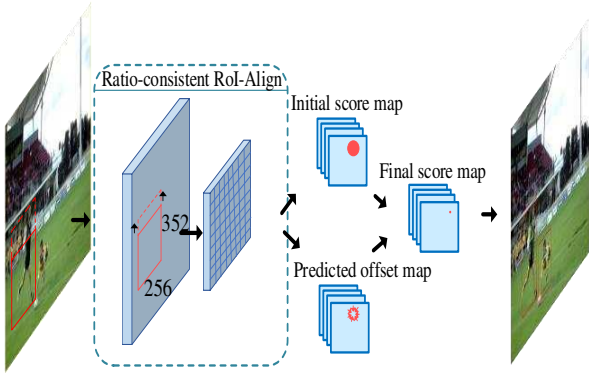 Ratio-consistent RoI-Align
352
256
Initial score map
Predicted offset map
Final score map